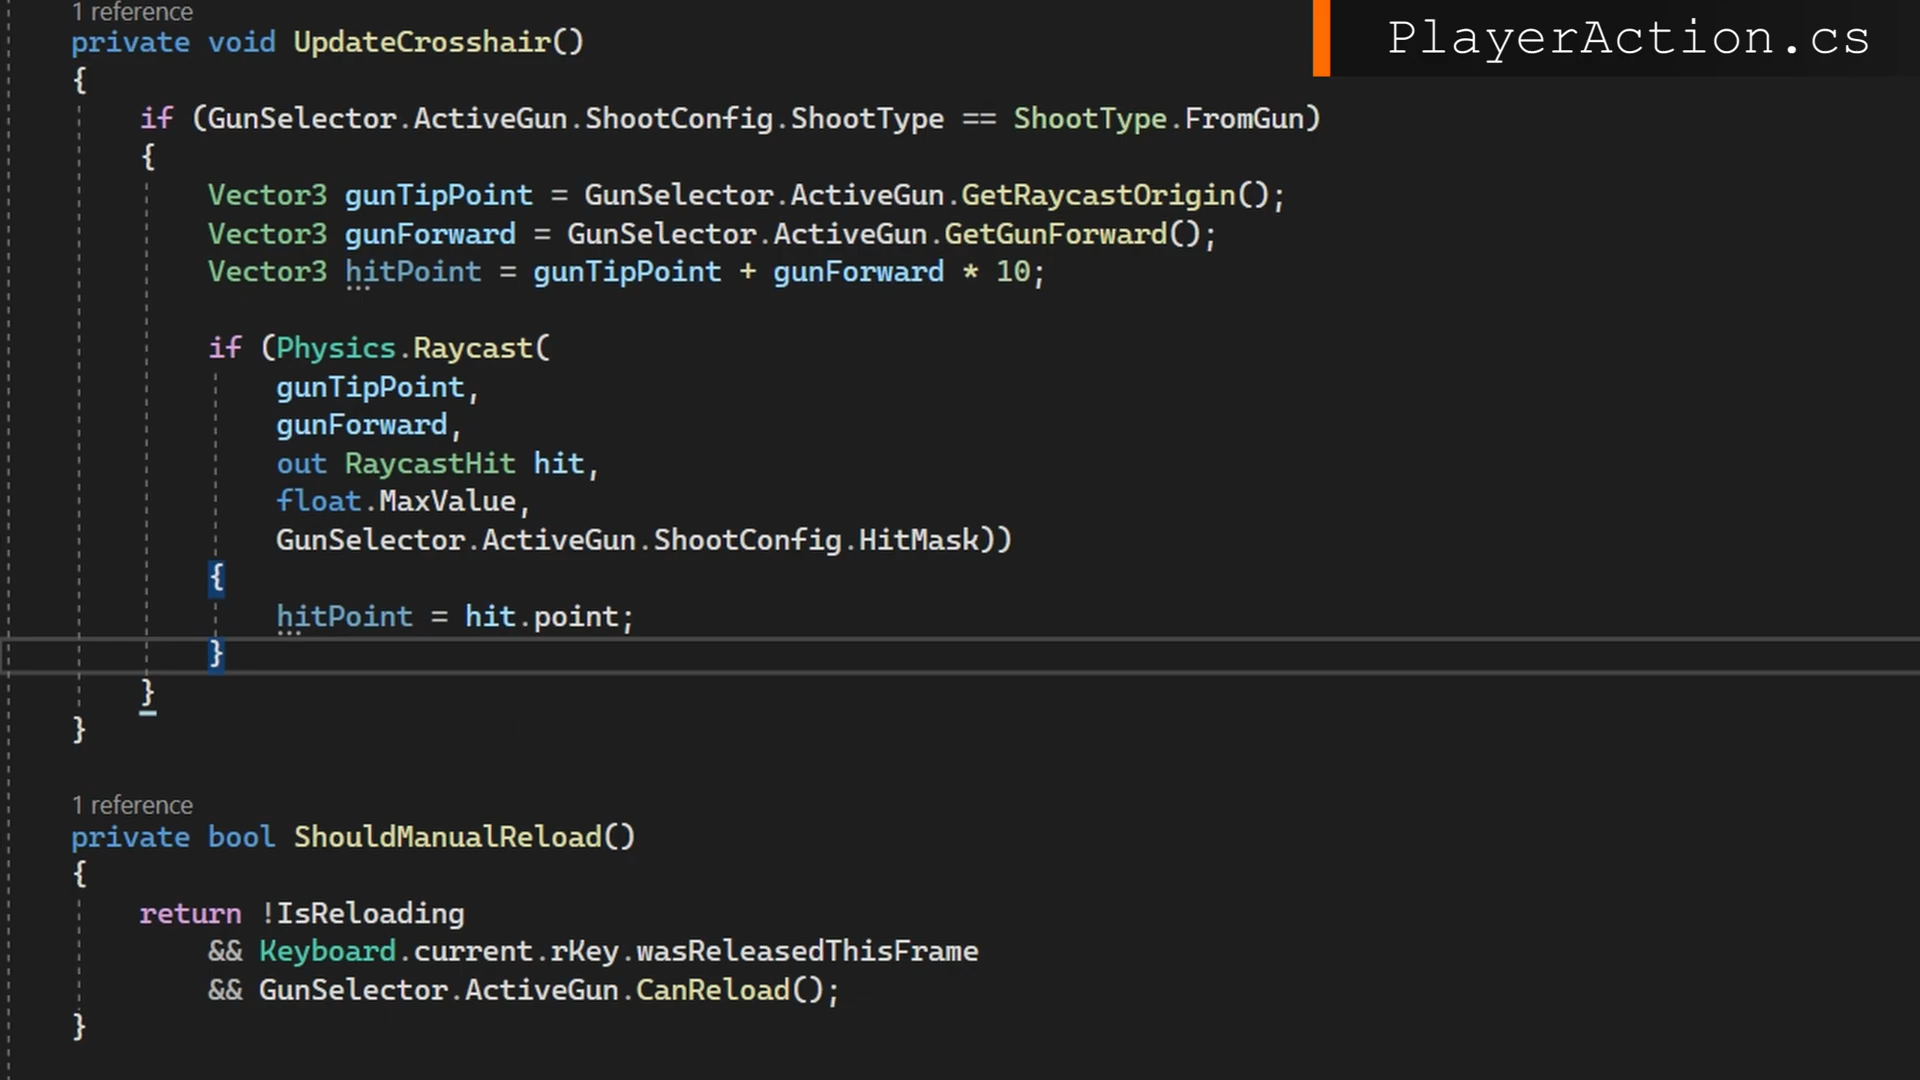 1 reference
PlayerAction.cs
private void UpdateCrosshair()
{
if (GunSelector.ActiveGun.ShootConfig.ShootType == ShootType.FromGun)
{
Vector3 gunTipPoint = GunSelector.ActiveGun.GetRaycastOrigin();
Vector3 gunForward = GunSelector.ActiveGun.GetGunForward();
Vector3 hitPoint = gunTipPoint + gunForward * 10;
if (Physics.Raycast(
gunTipPoint,
gunForward,
out RaycastHit hit,
float.MaxValue,
GunSelector.ActiveGun.ShootConfig.HitMask))
{
hitPoint = hit.point;
}
}
}
1 reference
private bool ShouldManualReload()
{
return !IsReloading
&& Keyboard.current.rKey.wasReleasedThisFrame
&& GunSelector.ActiveGun.CanReload();
}